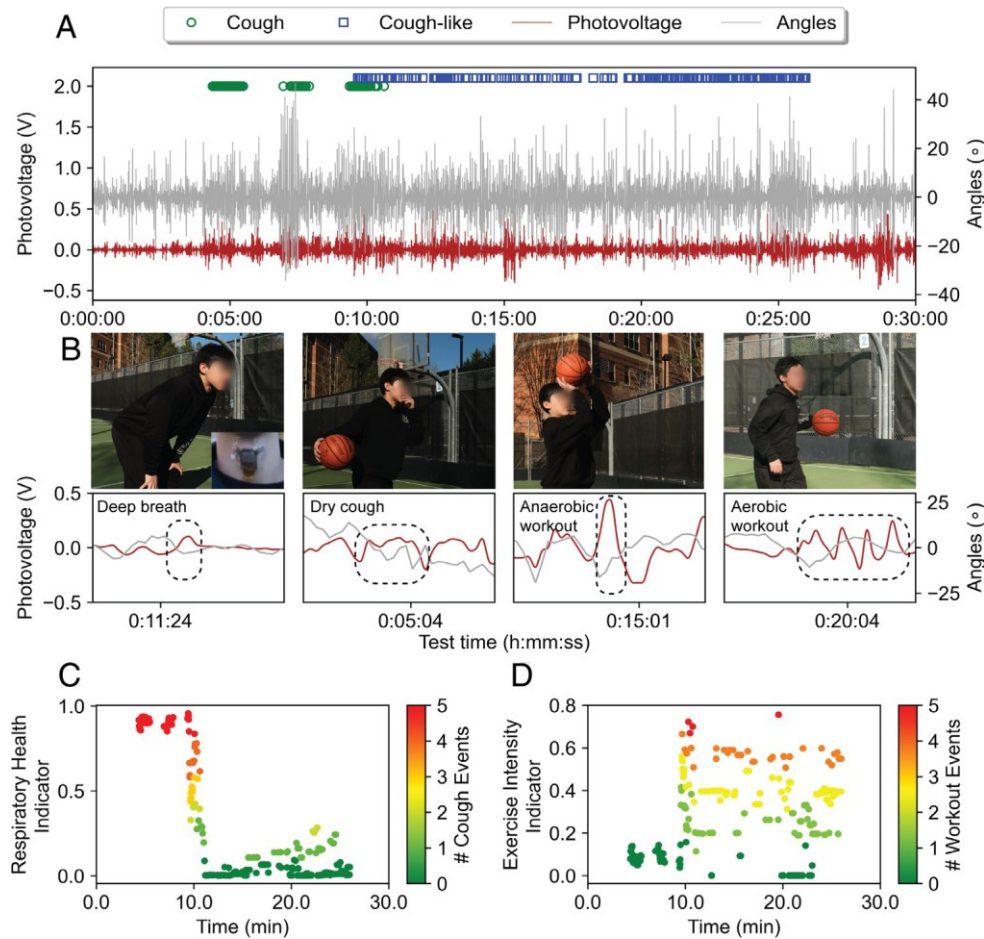 A
Cough Cough-like Photovoltage Angles
Photovoltage (V)
2.0
1.5
1.0
0.5
0.0
−0.5
40
20
0
−20
−40
Angles (∘)
0:00:00 0:05:00 0:10:00 0:15:00 0:20:00 0:25:00 0:30:00
B
2
Photovoltage (V)
0.5
0.0
−0.5
Deep breath
Dry cough
Anaerobic
workout
Aerobic
workout
25
0
−25
Angles (∘)
0:11:24 0:05:04 0:15:01 0:20:04
Test time (h:mm:ss)
C
Respiratory Health
Indicator
1.0
0.5
0.0
0.0 10.0 20.0 30.0
Time (min)
5
4
3
2
1
0
# Cough Events
D
Exercise Intensity
Indicator
0.8
0.6
0.4
0.2
0.0
0.0 10.0 20.0 30.0
Time (min)
5
4
3
2
1
0
# Workout Events